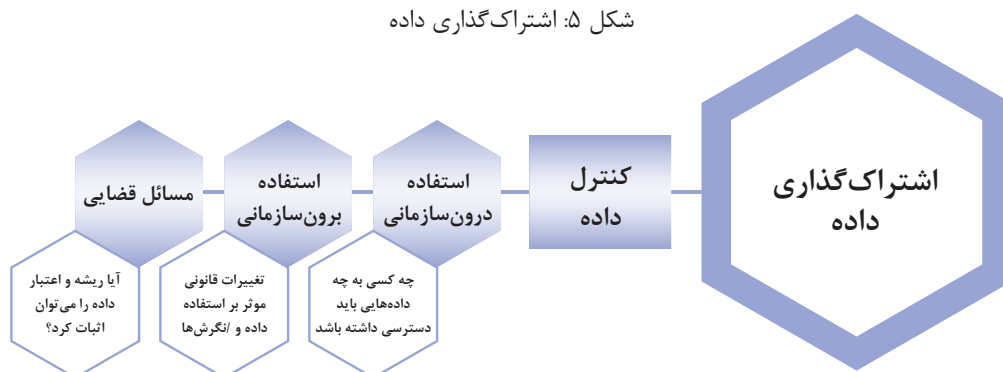 شکل ۵: اشتراک‌گذاری داده
اشتراک‌گذاری
داده
کنترل
داده
استفاده
درون‌سازمانی
چه کسی به چه
داده‌هایی باید
دسترسی داشته باشد
استفاده
برون‌سازمانی
تغییرات قانونی
موثر بر استفاده
داده و /نگرش‌ها
مسائل قضایی
آیا ریشه و اعتبار
داده را می‌توان
اثبات کرد؟